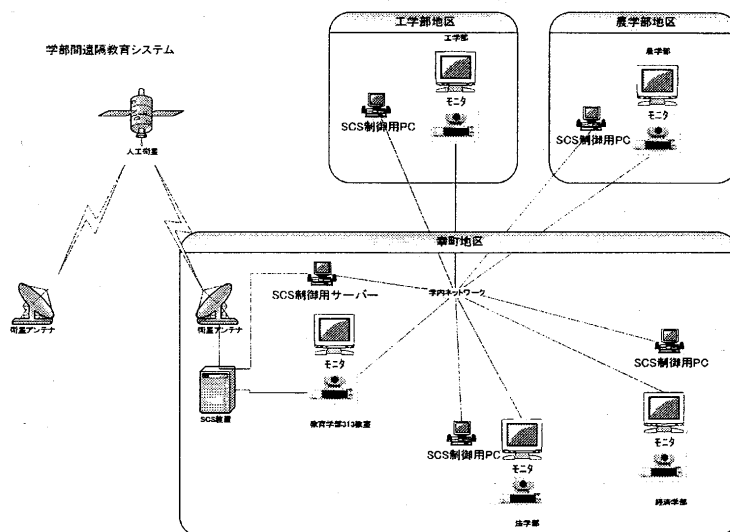 学部間遠隔教育システム
人工衛星
衛星アンテナ
衛星アンテナ
工学部地区
工学部
モニタ
SCS制御用PC
農学部地区
農学部
モニタ
SCS制御用PC
幸町地区
SCS制御用サーバー
学内ネットワーク
モニタ
教育学部313教室
SCS装置
SCS制御用PC
モニタ
法学部
SCS制御用PC
モニタ
経済学部